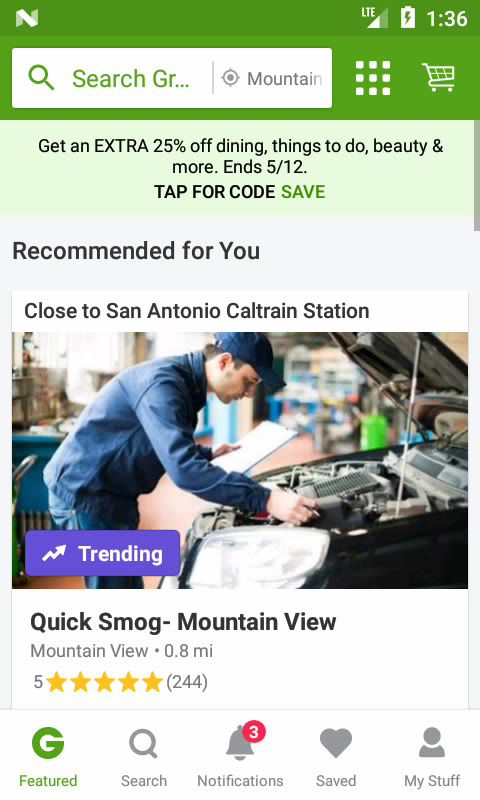 LTE 1:36
Search Gr... Mountain
Get an EXTRA 25% off dining, things to do, beauty &
more. Ends 5/12.
TAP FOR CODE SAVE
Recommended for You
Close to San Antonio Caltrain Station
Trending
Quick Smog- Mountain View
Mountain View • 0.8 mi
5 (244)
3
Featured Search Notifications Saved My Stuff